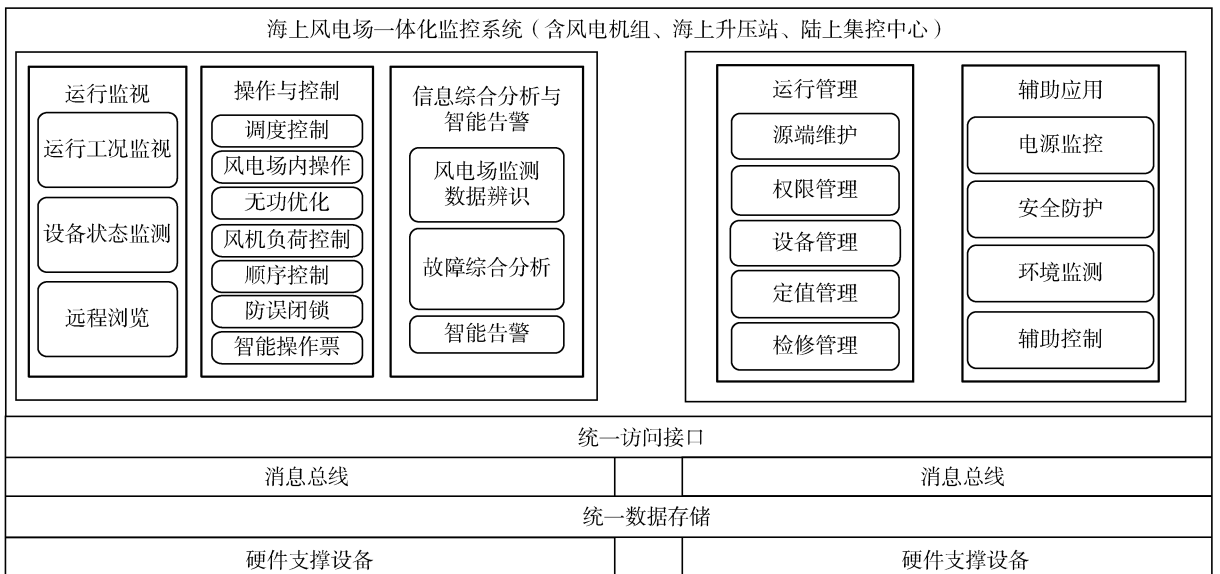 海上风电场一体化监控系统（含风电机组、海上升压站、陆上集控中心）
运行监视
运行工况监视
设备状态监测
远程浏览
操作与控制
调度控制
风电场内操作
无功优化
风机负荷控制
顺序控制
防误闭锁
智能操作票
信息综合分析与
智能告警
风电场监测
数据辨识
故障综合分析
智能告警
运行管理
源端维护
权限管理
设备管理
定值管理
检修管理
辅助应用
电源监控
安全防护
环境监测
辅助控制
统一访问接口
消息总线
消息总线
统一数据存储
硬件支撑设备
硬件支撑设备